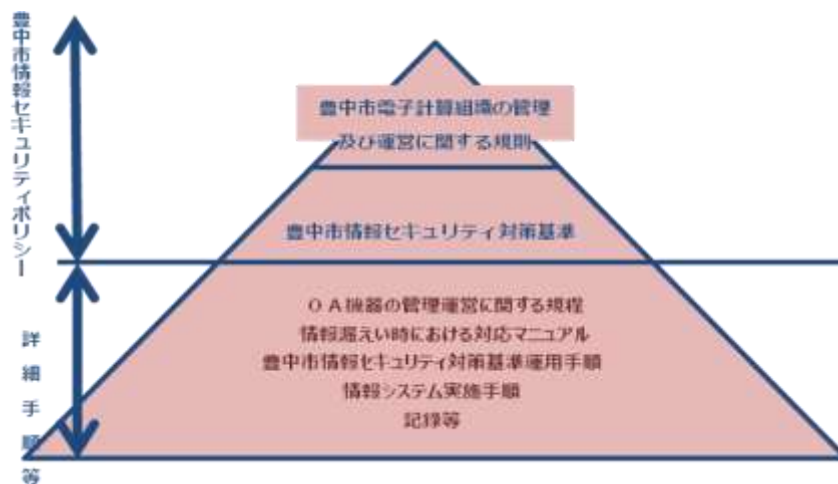 豊中市情報セキュリティポリシー
豊中市電子計算組織の管理
及び運営に関する規則
豊中市情報セキュリティ対策基準
詳細手順等
OA機器の管理運営に関する規程
情報漏えい時における対応マニュアル
豊中市情報セキュリティ対策基準運用手順
情報システム実施手順
記録等